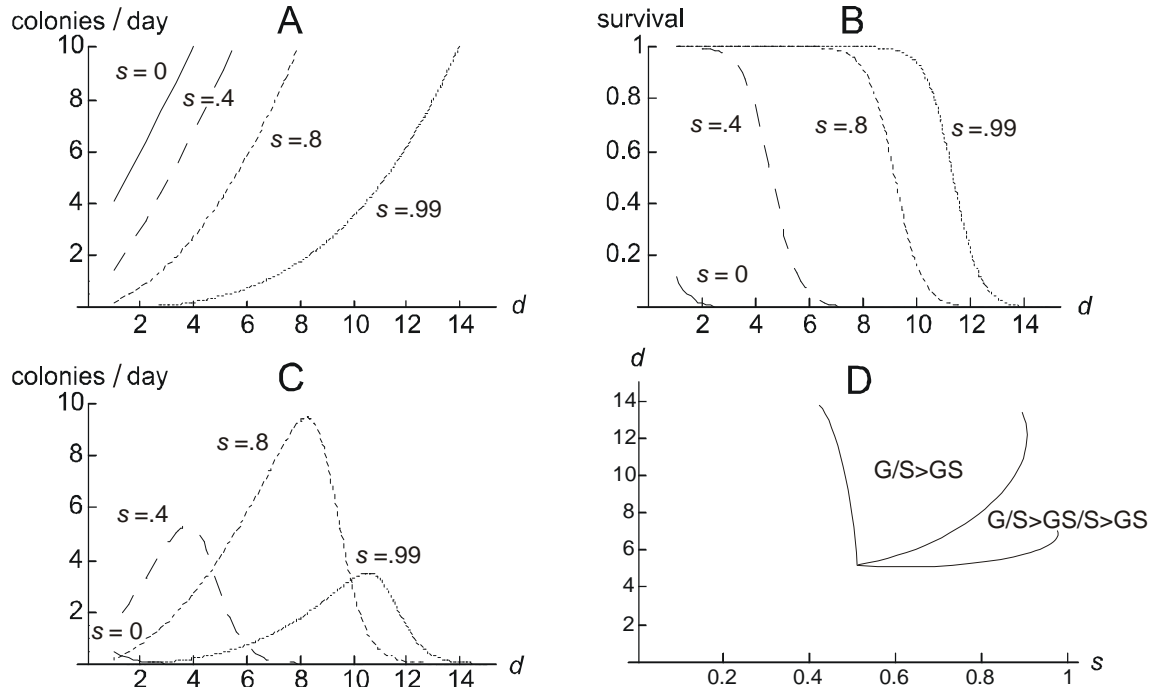 colonies / day
A
10
8
6
4
2
s = 0
s =.4
s =.8
s =.99
2 4 6 8 10 12 14 d
survival
B
1
0.8
0.6
0.4
0.2
s =.4
s =.8
s =.99
s = 0
2 4 6 8 10 12 14 d
colonies / day
C
10
8
6
4
2
s =.8
s =.4
s =.99
s = 0
2 4 6 8 10 12 14 d
d
D
14
12
10
8
6
4
2
G/S>GS
G/S>GS/S>GS
0.2 0.4 0.6 0.8 1 s